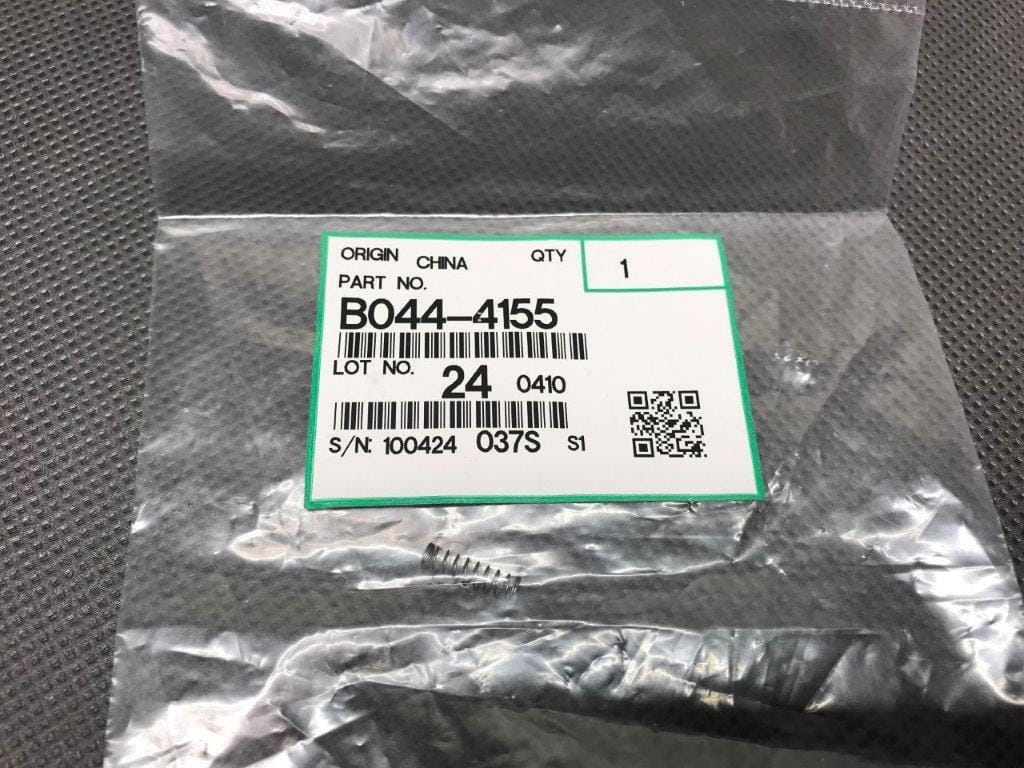 ORIGIN CHINA QTY 1
PART NO.
B044-4155
LOT NO. 24 0410
S/N: 100424 037S S1